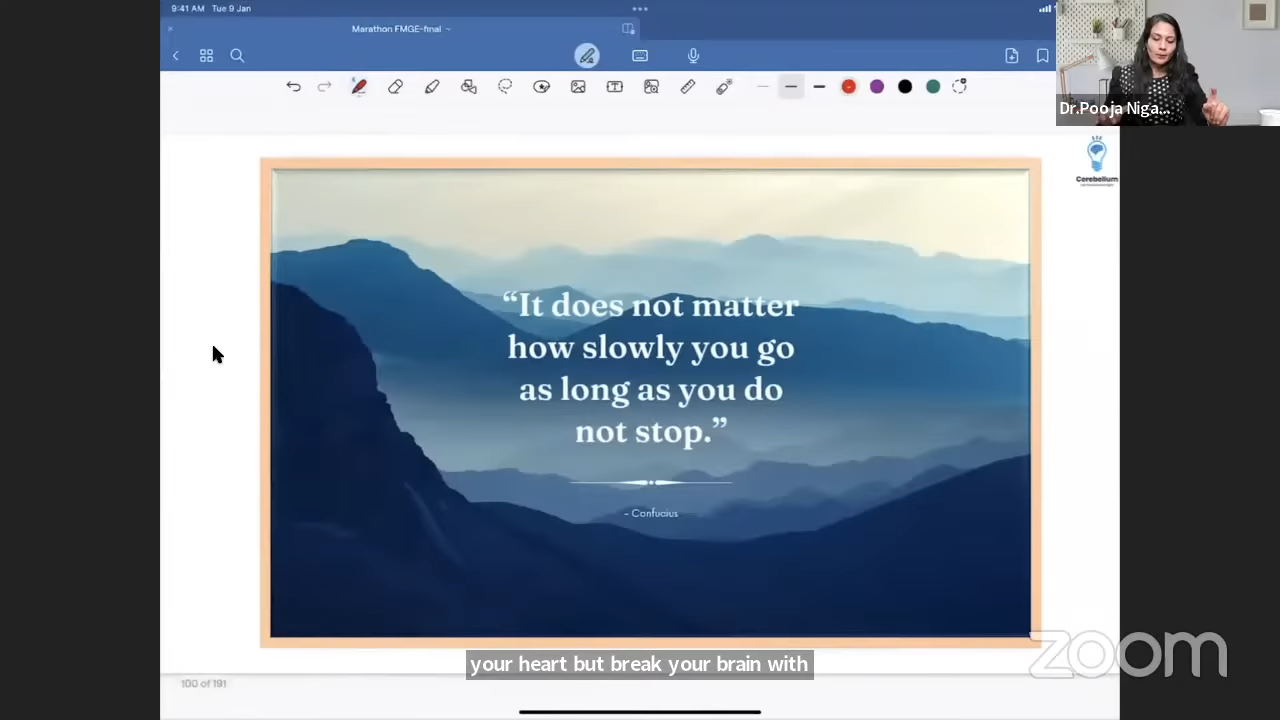 9:41 AM Tue 9 Jan
Marathon FMGE-final
Dr.Pooja Niga...
Cerebellum
“It does not matter
how slowly you go
as long as you do
not stop.”
- Confucius
your heart but break your brain with
zoom
100 of 191